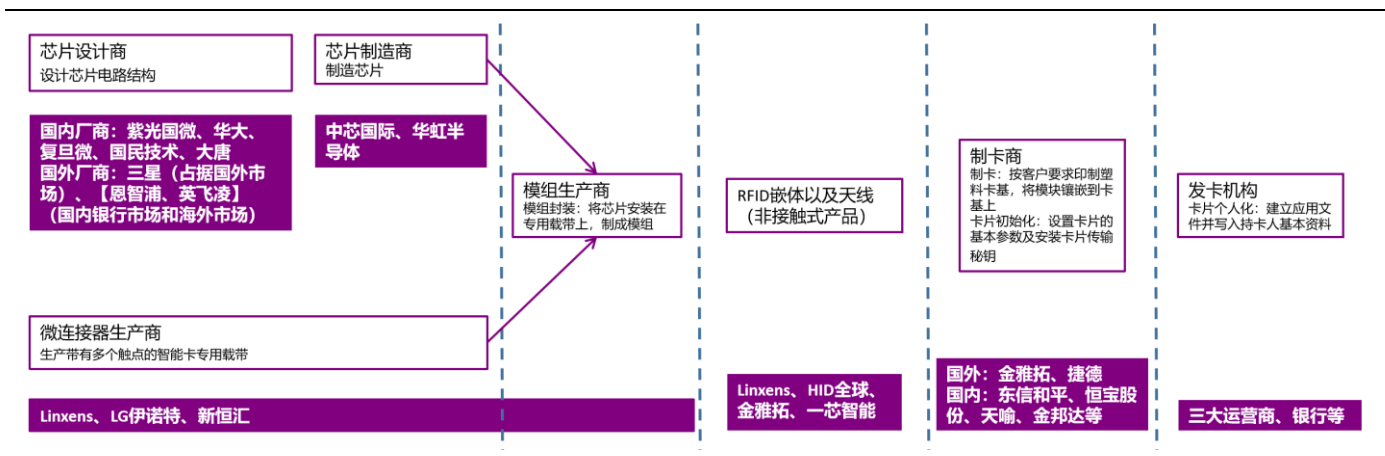 芯片设计商
设计芯片电路结构
芯片制造商
制造芯片
国内厂商：紫光国微、华大、
复旦微、国民技术、大唐
国外厂商：三星（占据国外市
场）、【恩智浦、英飞凌】
（国内银行市场和海外市场）
中芯国际、华虹半
导体
模组生产商
模组封装：将芯片安装在
专用载带上，制成模组
RFID嵌体以及天线
（非接触式产品）
制卡商
制卡：按客户要求印制塑
料卡基，将模块镶嵌到卡
基上
卡片初始化：设置卡片的
基本参数及安装卡片传输
秘钥
发卡机构
卡片个人化：建立应用文
件并写入持卡人基本资料
微连接器生产商
生产带有多个触点的智能卡专用载带
Linxens、LG伊诺特、新恒汇
Linxens、HID全球、
金雅拓、一芯智能
国外：金雅拓、捷德
国内：东信和平、恒宝股
份、天喻、金邦达等
三大运营商、银行等